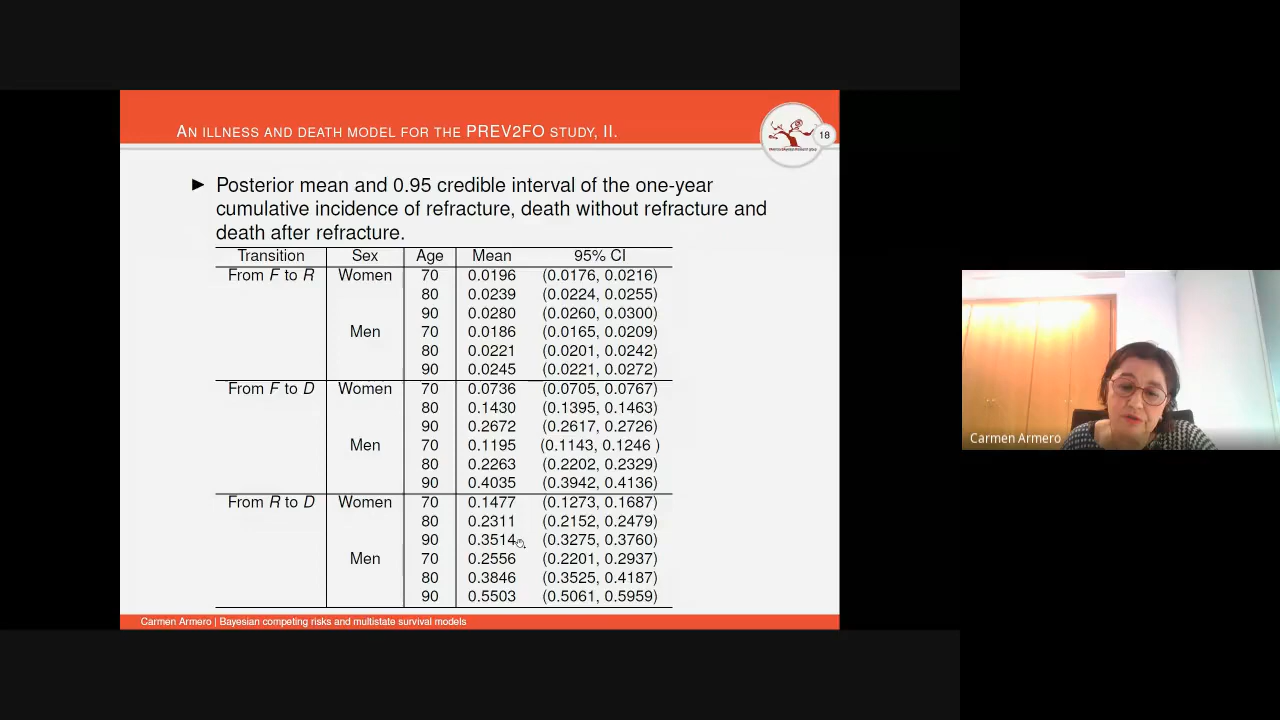 AN ILLNESS AND DEATH MODEL FOR THE PREV2FO STUDY, II.
18
► Posterior mean and 0.95 credible interval of the one-year
cumulative incidence of refracture, death without refracture and
death after refracture.
Transition Sex Age Mean 95% CI
From F to R Women 70 0.0196 (0.0176, 0.0216)
80 0.0239 (0.0224, 0.0255)
90 0.0280 (0.0260, 0.0300)
Men 70 0.0186 (0.0165, 0.0209)
80 0.0221 (0.0201, 0.0242)
90 0.0245 (0.0221, 0.0272)
From F to D Women 70 0.0736 (0.0705, 0.0767)
80 0.1430 (0.1395, 0.1463)
90 0.2672 (0.2617, 0.2726)
Men 70 0.1195 (0.1143, 0.1246 )
80 0.2263 (0.2202, 0.2329)
90 0.4035 (0.3942, 0.4136)
From R to D Women 70 0.1477 (0.1273, 0.1687)
80 0.2311 (0.2152, 0.2479)
90 0.3514 (0.3275, 0.3760)
Men 70 0.2556 (0.2201, 0.2937)
80 0.3846 (0.3525, 0.4187)
90 0.5503 (0.5061, 0.5959)
Carmen Armero | Bayesian competing risks and multistate survival models
Carmen Armero